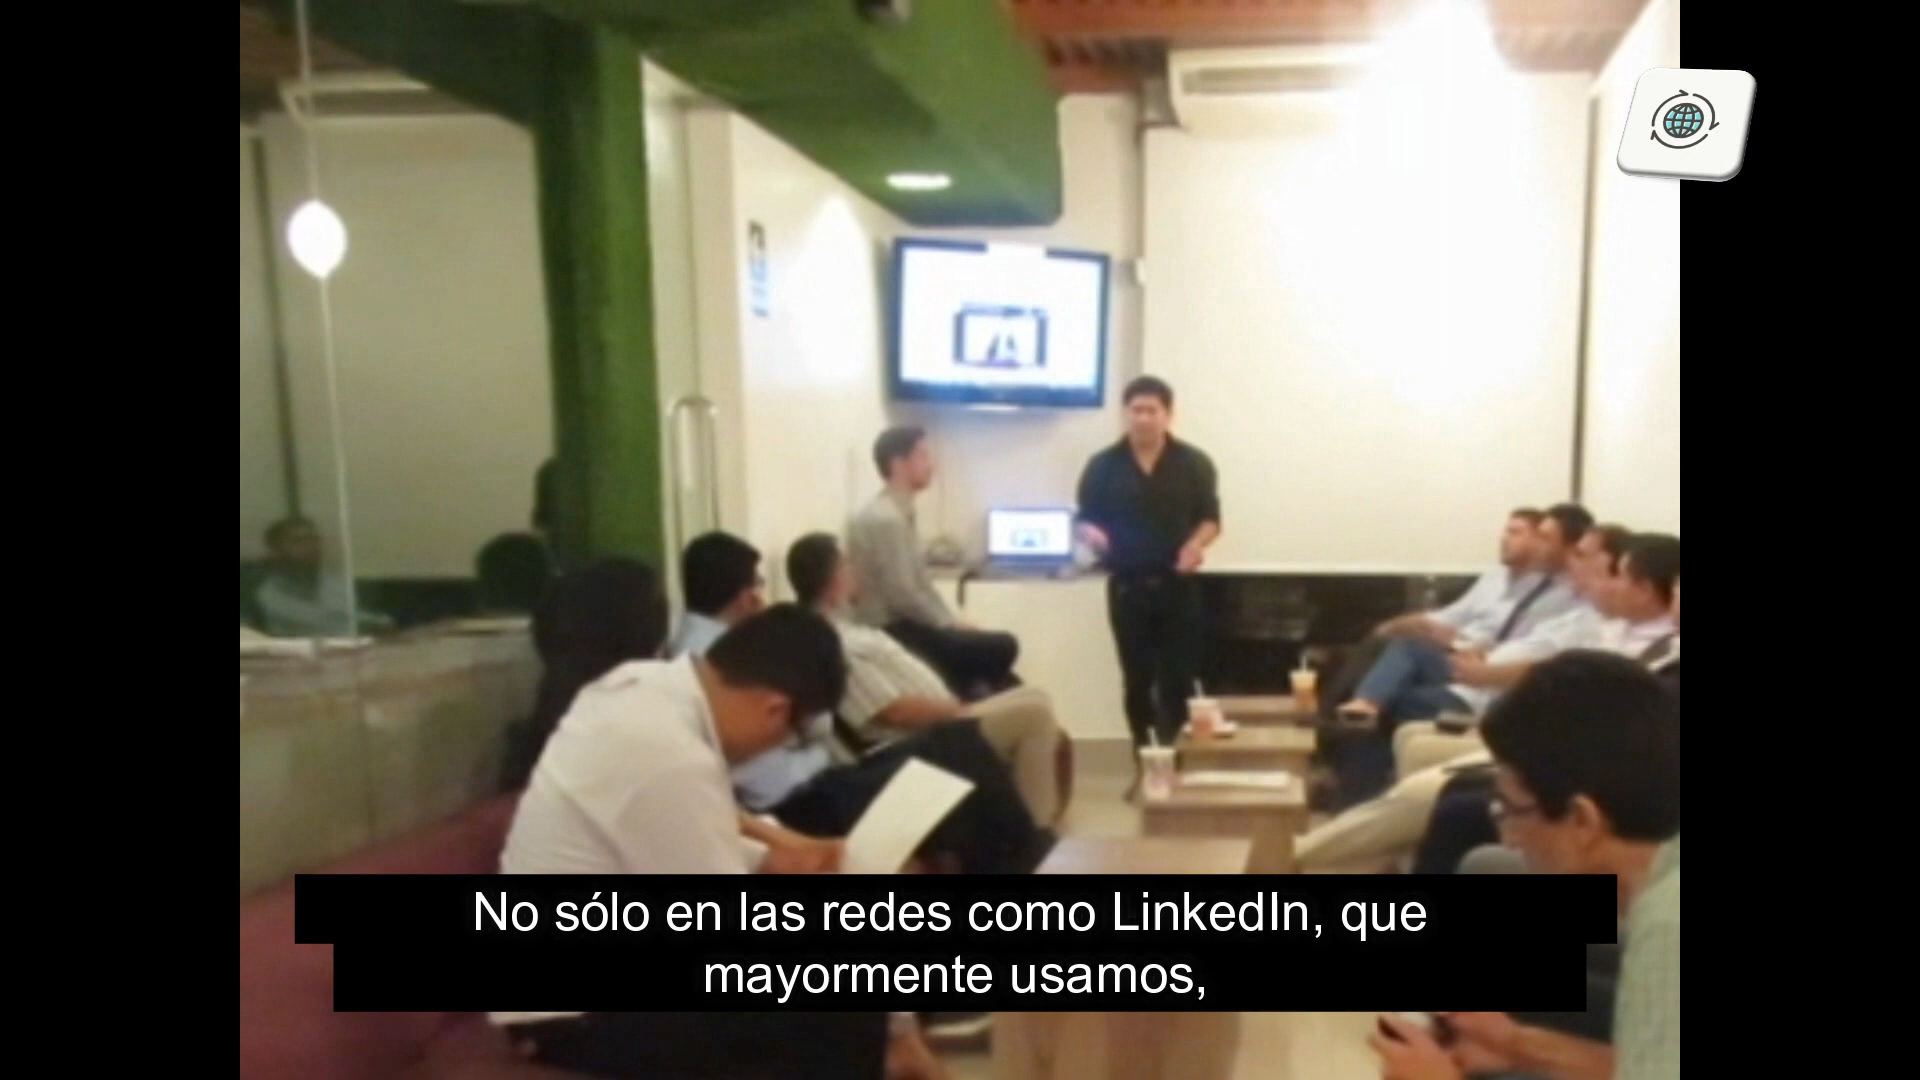 No sólo en las redes como LinkedIn, que
mayormente usamos,